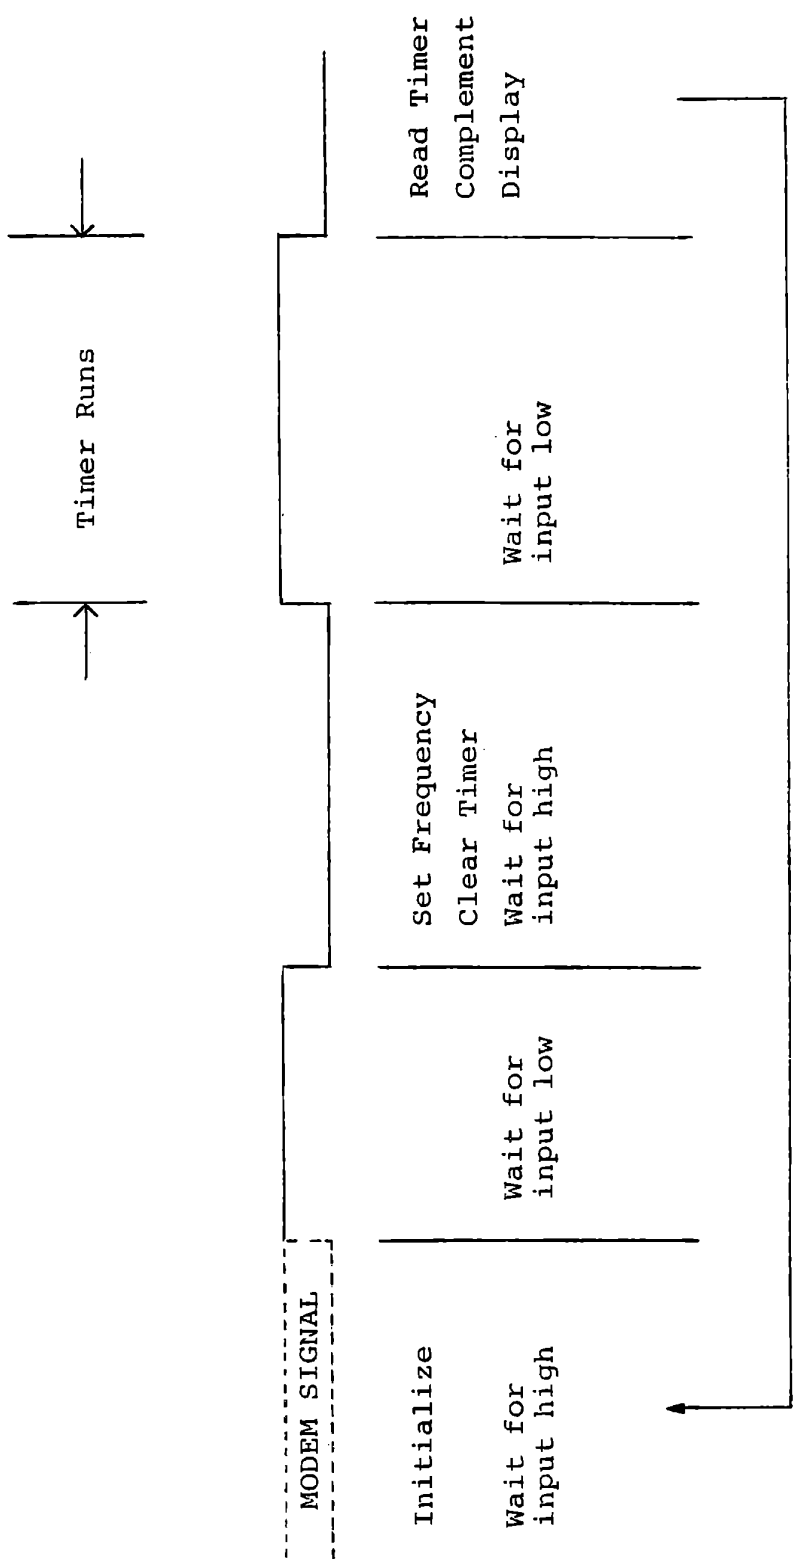 Timer Runs
MODEM SIGNAL
Initialize
Wait for
input high
Wait for
input low
Set Frequency
Clear Timer
Wait for
input high
Wait for
input low
Read Timer
Complement
Display